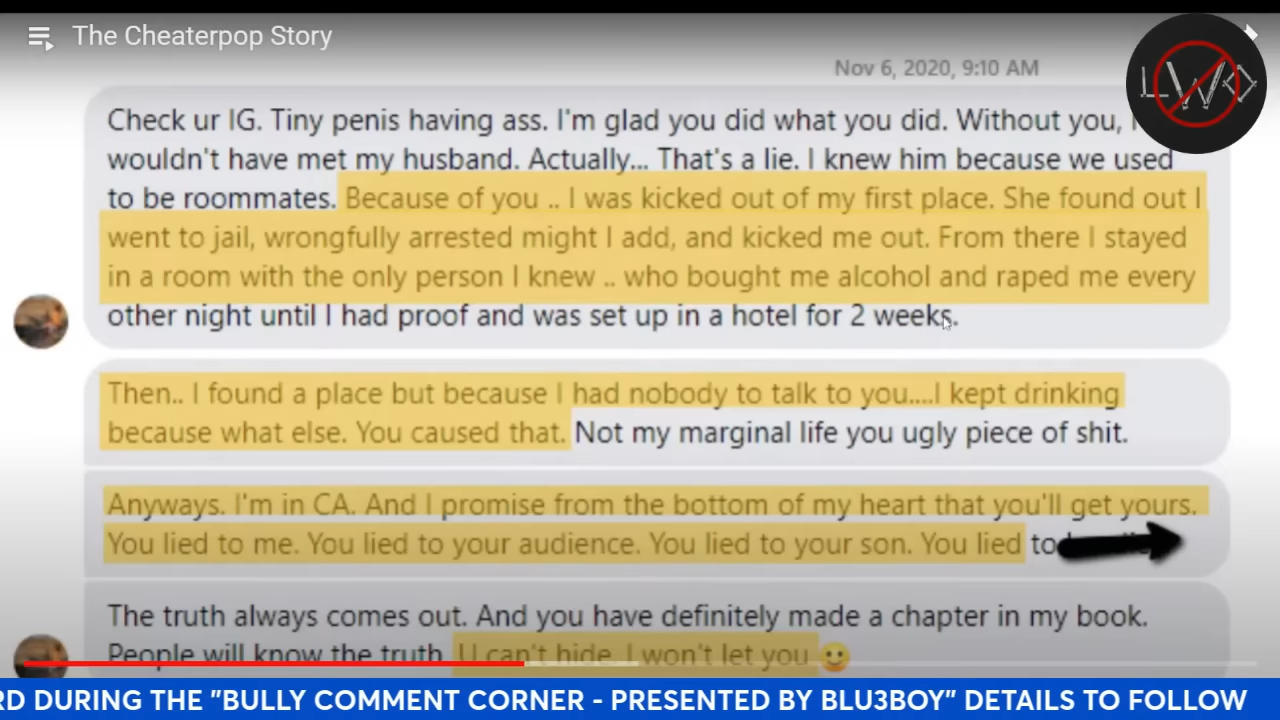 The Cheaterpop Story
LWO
Nov 6, 2020, 9:10 AM
Check ur IG. Tiny penis having ass. I'm glad you did what you did. Without you, I
wouldn't have met my husband. Actually... That's a lie. I knew him because we used
to be roommates. Because of you .. I was kicked out of my first place. She found out I
went to jail, wrongfully arrested might I add, and kicked me out. From there I stayed
in a room with the only person I knew .. who bought me alcohol and raped me every
other night until I had proof and was set up in a hotel for 2 weeks.
Then.. I found a place but because I had nobody to talk to you....I kept drinking
because what else. You caused that. Not my marginal life you ugly piece of shit.
Anyways. I'm in CA. And I promise from the bottom of my heart that you'll get yours.
You lied to me. You lied to your audience. You lied to your son. You lied to
The truth always comes out. And you have definitely made a chapter in my book.
People will know the truth. U can't hide. I won't let you
RD DURING THE "BULLY COMMENT CORNER - PRESENTED BY BLU3BOY" DETAILS TO FOLLOW